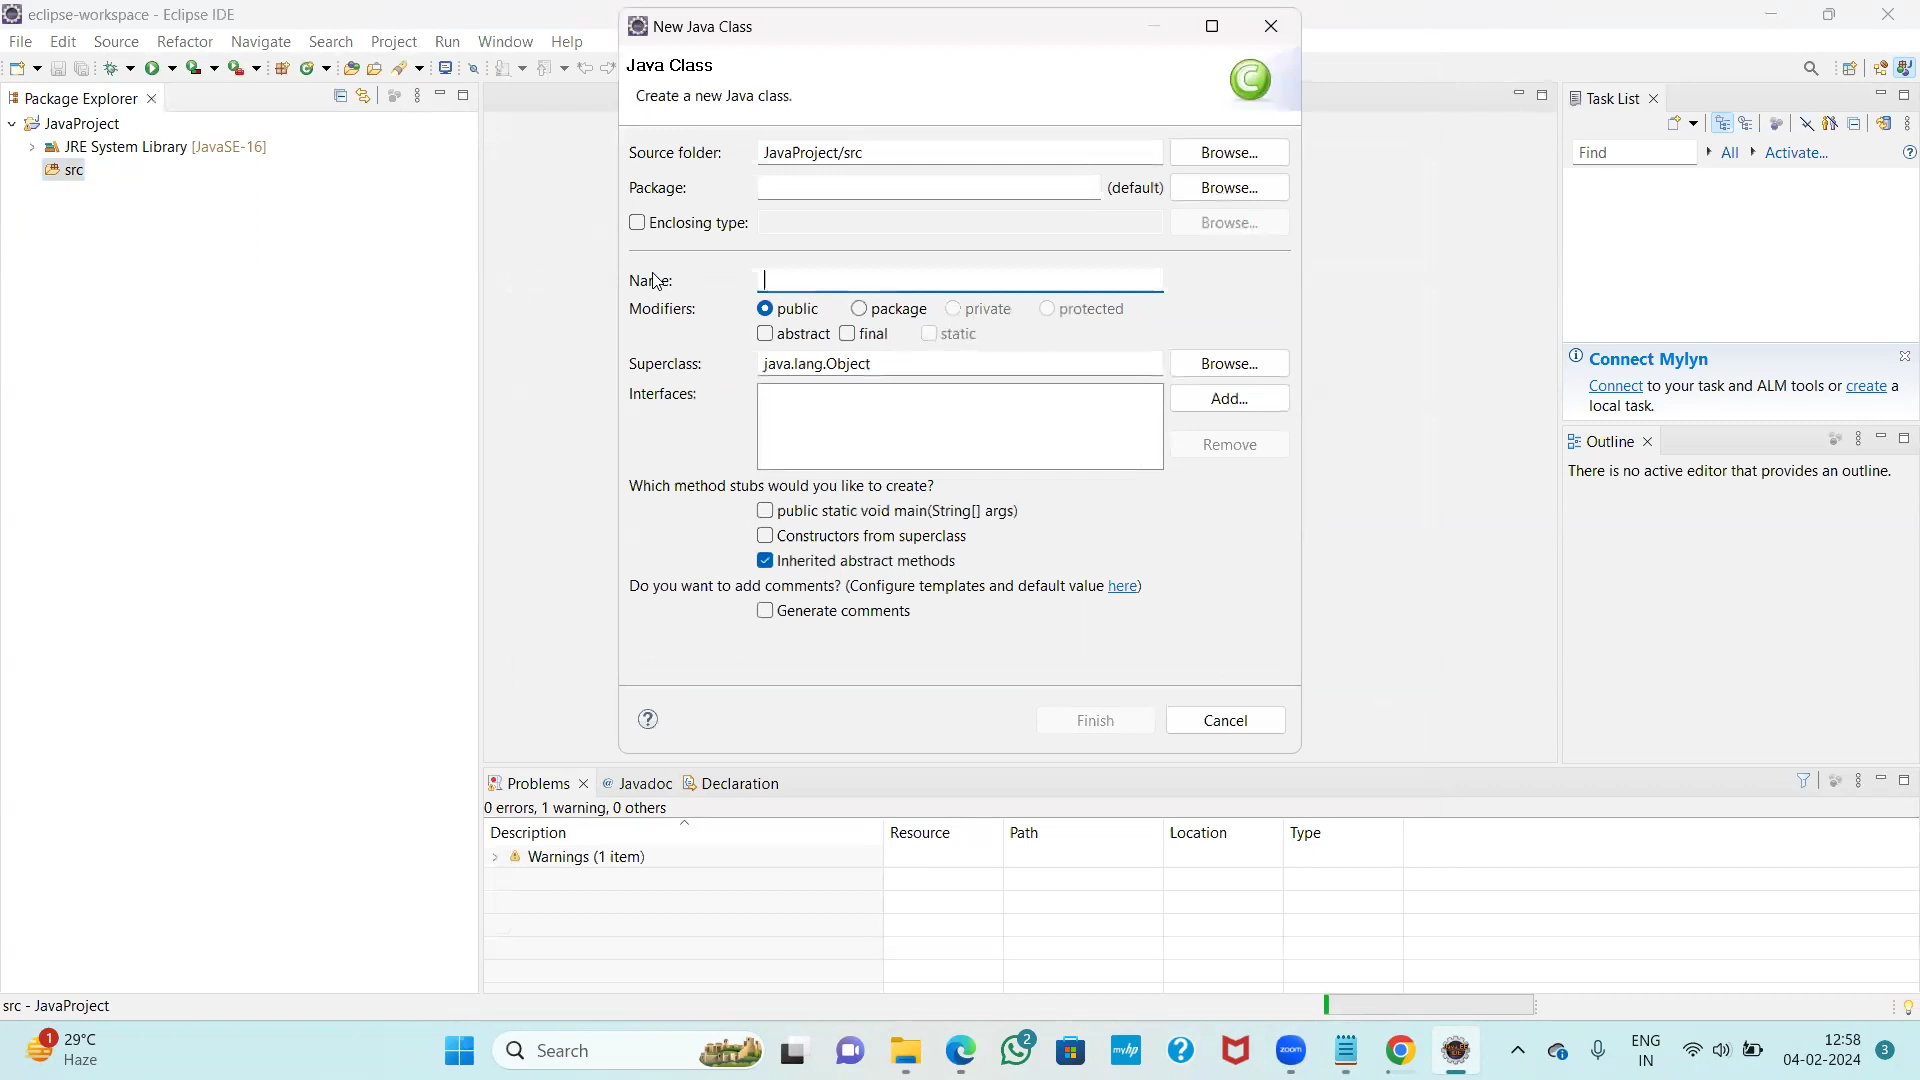 eclipse-workspace - Eclipse IDE
File Edit Source Refactor Navigate Search Project Run Window Help
Package Explorer
JavaProject
JRE System Library [JavaSE-16]
src
New Java Class
Java Class
Create a new Java class.
C
Source folder: JavaProject/src Browse...
Package: (default) Browse...
Enclosing type: Browse...
Name:
Modifiers: public package private protected
abstract final static
Superclass: java.lang.Object Browse...
Interfaces: Add...
Remove
Which method stubs would you like to create?
public static void main(String[] args)
Constructors from superclass
Inherited abstract methods
Do you want to add comments? (Configure templates and default value here)
Generate comments
Finish Cancel
Task List
Find All Activate...
Connect Mylyn
Connect to your task and ALM tools or create a
local task.
Outline
There is no active editor that provides an outline.
Problems @ Javadoc Declaration
0 errors, 1 warning, 0 others
Description Resource Path Location Type
Warnings (1 item)
src - JavaProject
1 29°C
Haze
Search
2
myhp
zoom
ENG
IN
12:58
04-02-2024
3